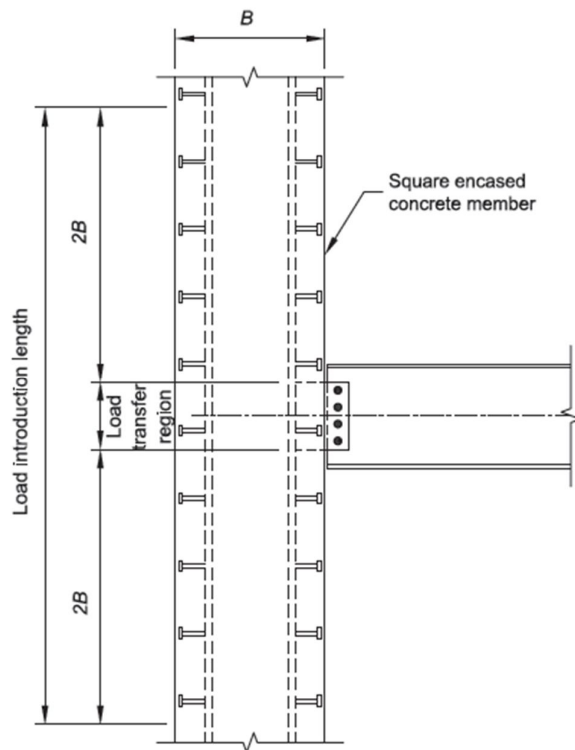 B
Square encased
concrete member
2B
Load introduction length
Load
transfer
region
2B